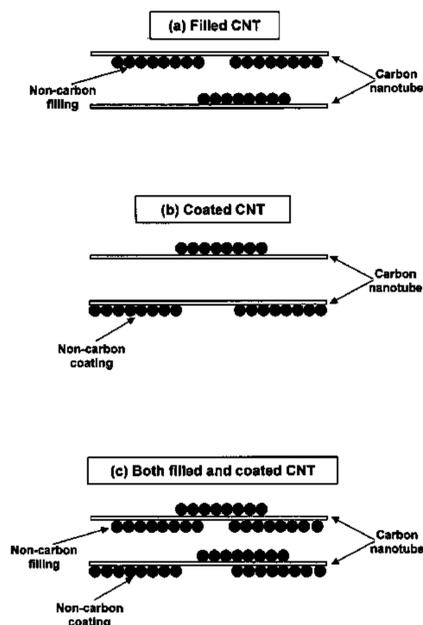 (a) Filled CNT
Non-carbon
filling
Carbon
nanotube
(b) Coated CNT
Carbon
nanotube
Non-carbon
coating
(c) Both filled and coated CNT
Carbon
nanotube
Non-carbon
filling
Non-carbon
coating